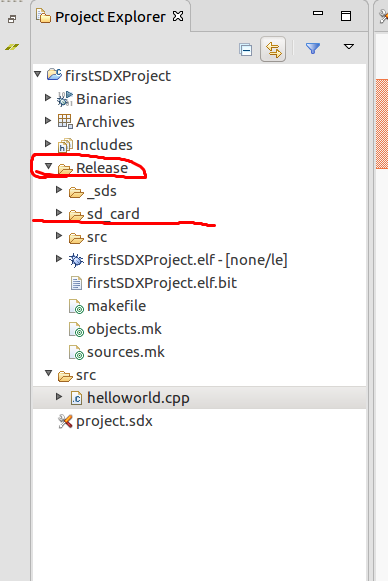 Project Explorer
firstSDXProject
Binaries
Archives
Includes
Release
_sds
sd_card
src
firstSDXProject.elf - [none/le]
firstSDXProject.elf.bit
makefile
objects.mk
sources.mk
src
helloworld.cpp
project.sdx